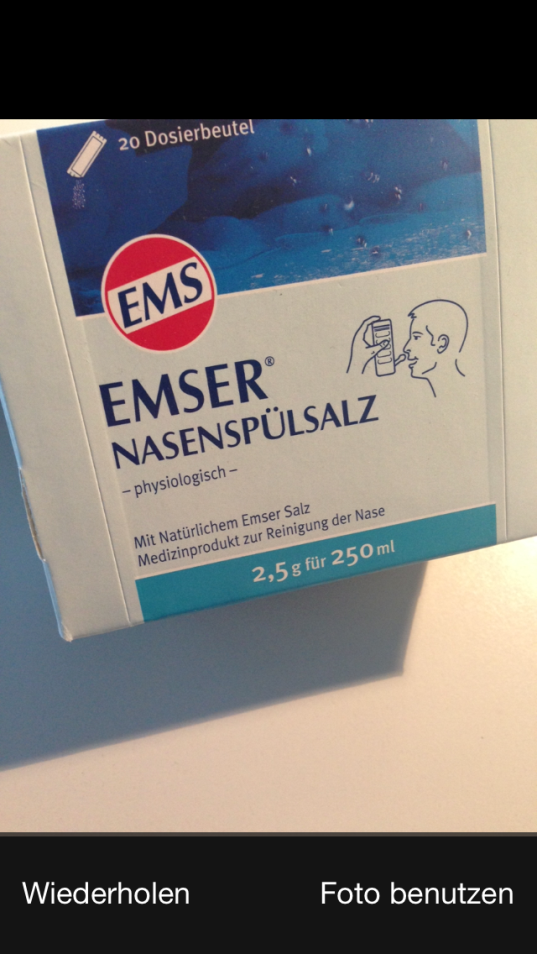 20 Dosierbeutel
EMS
EMSER®
NASENSPÜLSALZ
– physiologisch –
Mit Natürlichem Emser Salz
Medizinprodukt zur Reinigung der Nase
2,5 g für 250 ml
Wiederholen
Foto benutzen